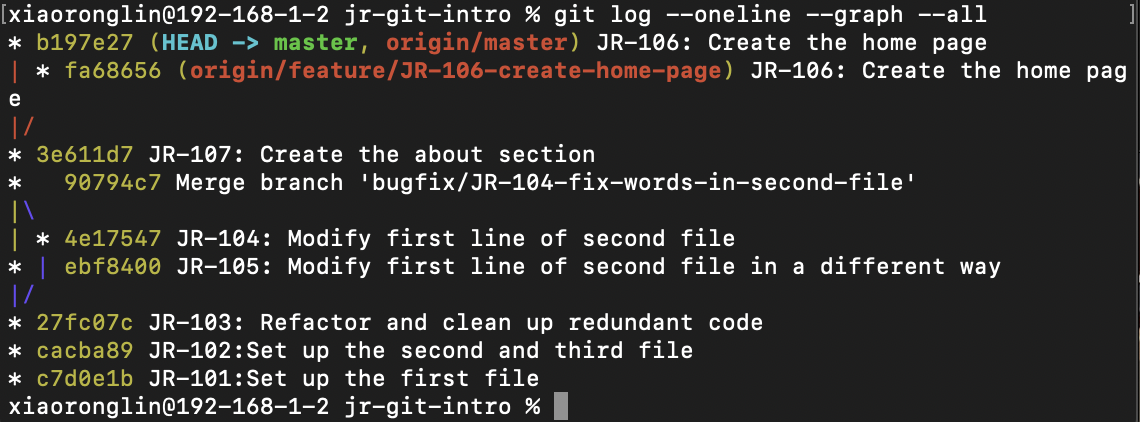 [xiaoronglin@192-168-1-2 jr-git-intro % git log --oneline --graph --all ]
* b197e27 (HEAD -> master, origin/master) JR-106: Create the home page
| * fa68656 (origin/feature/JR-106-create-home-page) JR-106: Create the home pag
e
|/
* 3e611d7 JR-107: Create the about section
*   90794c7 Merge branch 'bugfix/JR-104-fix-words-in-second-file'
|\
| * 4e17547 JR-104: Modify first line of second file
* | ebf8400 JR-105: Modify first line of second file in a different way
|/
* 27fc07c JR-103: Refactor and clean up redundant code
* cacba89 JR-102:Set up the second and third file
* c7d0e1b JR-101:Set up the first file
xiaoronglin@192-168-1-2 jr-git-intro %